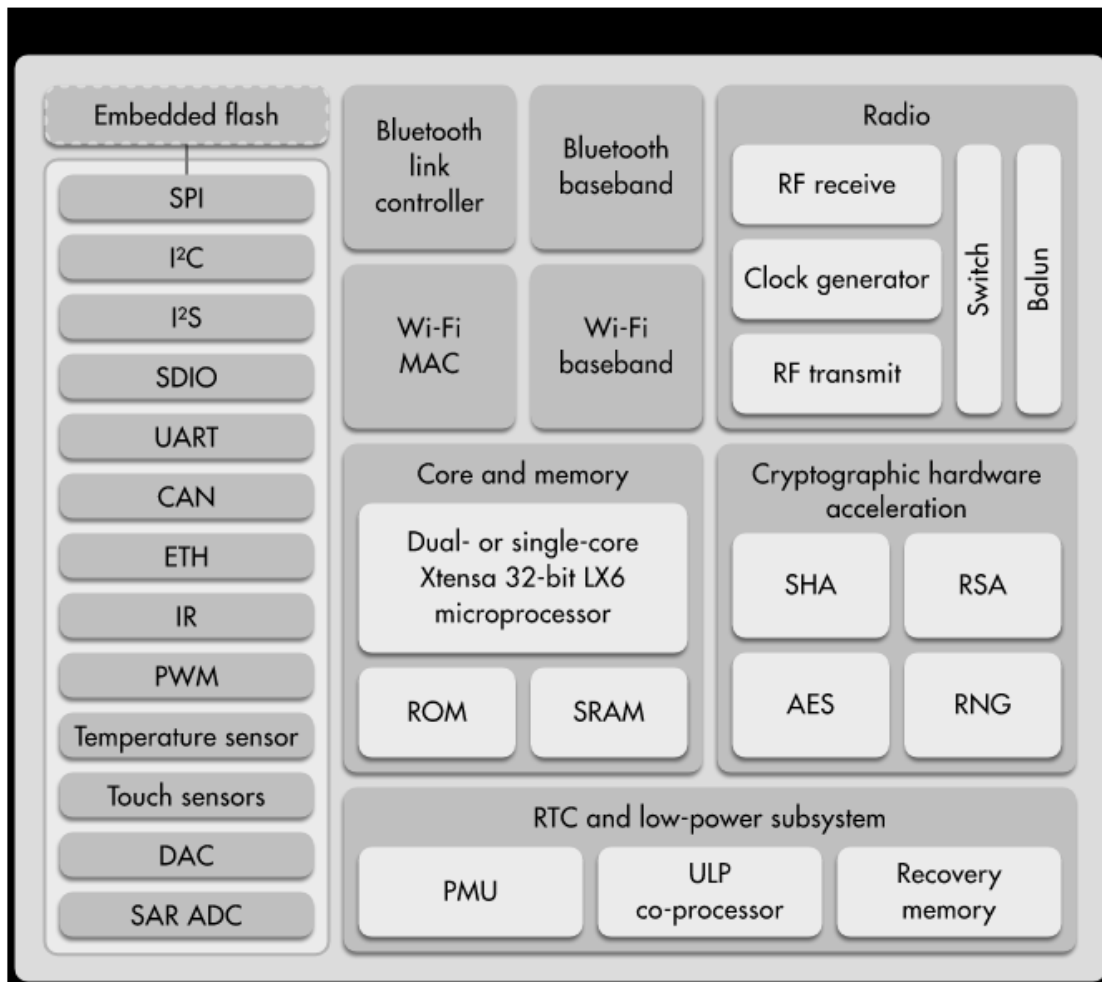 Embedded flash
SPI
I²C
I²S
SDIO
UART
CAN
ETH
IR
PWM
Temperature sensor
Touch sensors
DAC
SAR ADC
Bluetooth
link
controller
Bluetooth
baseband
Wi-Fi
MAC
Wi-Fi
baseband
Radio
RF receive
Clock generator
RF transmit
Switch
Balun
Core and memory
Dual- or single-core
Xtensa 32-bit LX6
microprocessor
ROM
SRAM
Cryptographic hardware
acceleration
SHA
RSA
AES
RNG
RTC and low-power subsystem
PMU
ULP
co-processor
Recovery
memory